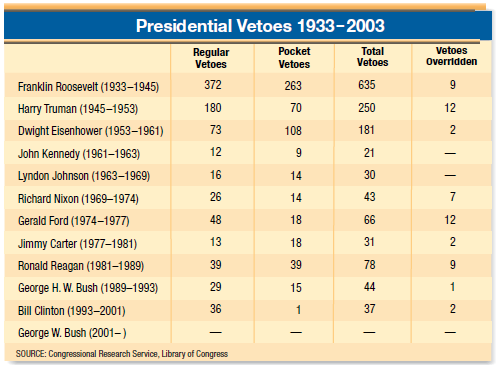 Presidential Vetoes 1933–2003
Regular Vetoes Pocket Vetoes Total Vetoes Vetoes Overridden
Franklin Roosevelt (1933–1945) 372 263 635 9
Harry Truman (1945–1953) 180 70 250 12
Dwight Eisenhower (1953–1961) 73 108 181 2
John Kennedy (1961–1963) 12 9 21 —
Lyndon Johnson (1963–1969) 16 14 30 —
Richard Nixon (1969–1974) 26 14 43 7
Gerald Ford (1974–1977) 48 18 66 12
Jimmy Carter (1977–1981) 13 18 31 2
Ronald Reagan (1981–1989) 39 39 78 9
George H. W. Bush (1989–1993) 29 15 44 1
Bill Clinton (1993–2001) 36 1 37 2
George W. Bush (2001– ) — — — —
SOURCE: Congressional Research Service, Library of Congress